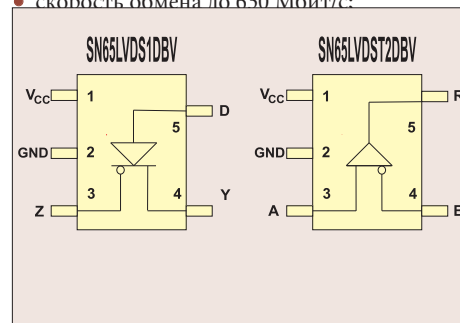 скорость обмена до 650 Мбит/с;
SN65LVDS1DBV SN65LVDST2DBV
VCC 1 5 D
GND 2
Z 3 4 Y
VCC 1 5 R
GND 2
A 3 4